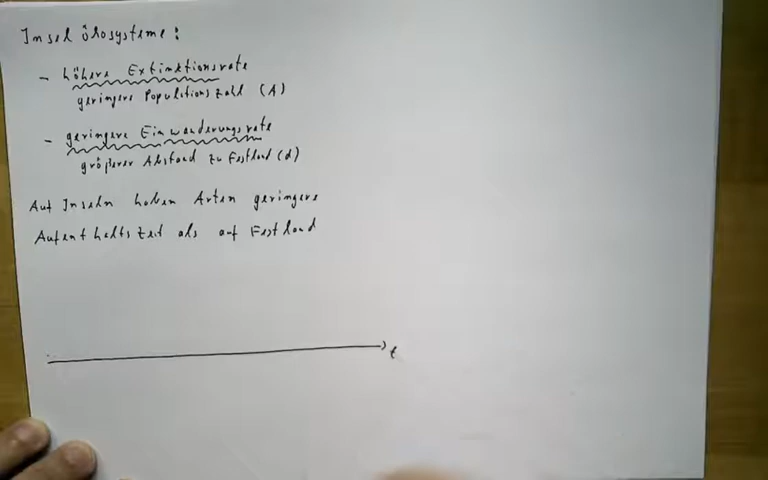 Inselökosysteme:
- höhere Extinktionsrate
geringere Populationszahl (A)
- geringere Einwanderungsrate
größerer Abstand zu Festland (d)
Auf Inseln haben Arten geringere
Aufenthaltszeit als auf Festland
t